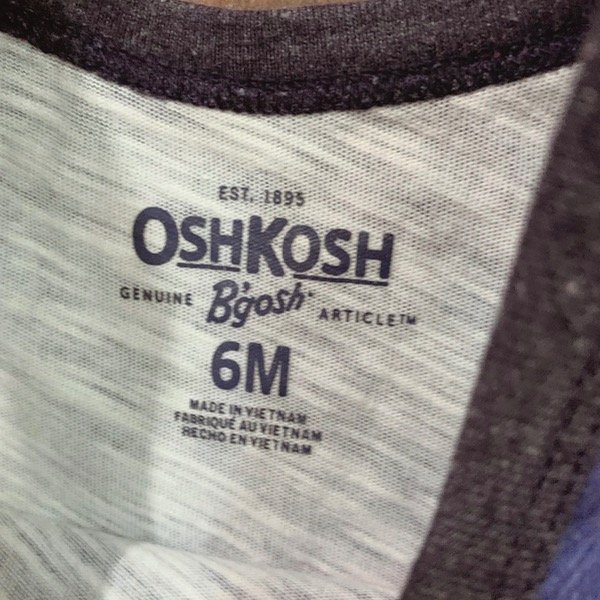 EST. 1895
OSHKOSH
GENUINE B'gosh ARTICLE™
6M
MADE IN VIETNAM
FABRIQUÉ AU VIETNAM
HECHO EN VIETNAM